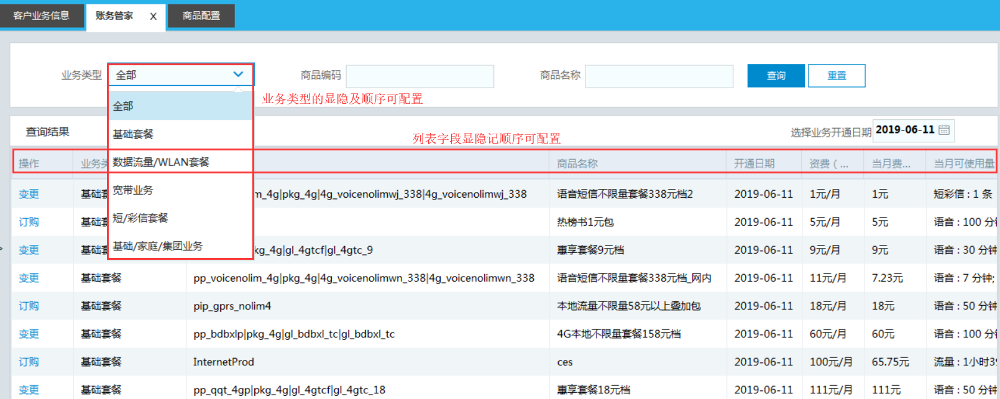 客户业务信息 账务管家 X 商品配置
业务类型 全部 商品编码 商品名称 查询 重置
业务类型的显隐及顺序可配置
全部
基础套餐
数据流量/WLAN套餐
宽带业务
短/彩信套餐
基础/家庭/集团业务
查询结果 选择业务开通日期 2019-06-11
列表字段显隐记顺序可配置
操作 业务类 商品名称 开通日期 资费 ( ... 当月费... 当月可使用量
变更 基础 m_4g|pkg_4g|4g_voicenolimwj_338|4g_voicenolimwj_338 语音短信不限量套餐338元档2 2019-06-11 1元/月 1元 短彩信 : 1 条
订购 基础 热榜书1元包 2019-06-11 5元/月 5元 语音 : 100 分
变更 基础 kg_4g|gl_4gtcf|gl_4gtc_9 惠享套餐9元档 2019-06-11 9元/月 9元 语音 : 30 分钟
变更 基础套餐 pp_voicenolim_4g|pkg_4g|4g_voicenolimwn_338|4g_voicenolimwn_338 语音短信不限量套餐338元档_网内 2019-06-11 11元/月 7.23元 语音 : 7 分钟;
订购 基础套餐 pip_gprs_nolim4 本地流量不限量58元以上叠加包 2019-06-11 18元/月 18元 语音 : 50 分钟
变更 基础套餐 pp_bdbxlp|pkg_4g|gl_bdbxl_tc|gl_bdbxl_tc 4G本地不限量套餐158元档 2019-06-11 60元/月 60元 语音 : 100 分
订购 基础套餐 InternetProd ces 2019-06-11 100元/月 65.75元 流量 : 1小时
变更 基础套餐 pp_qqt_4gp|pkg_4g|gl_4gtcf|gl_4gtc_18 惠享套餐18元档 2019-06-11 111元/月 111元 语音 : 50 分钟